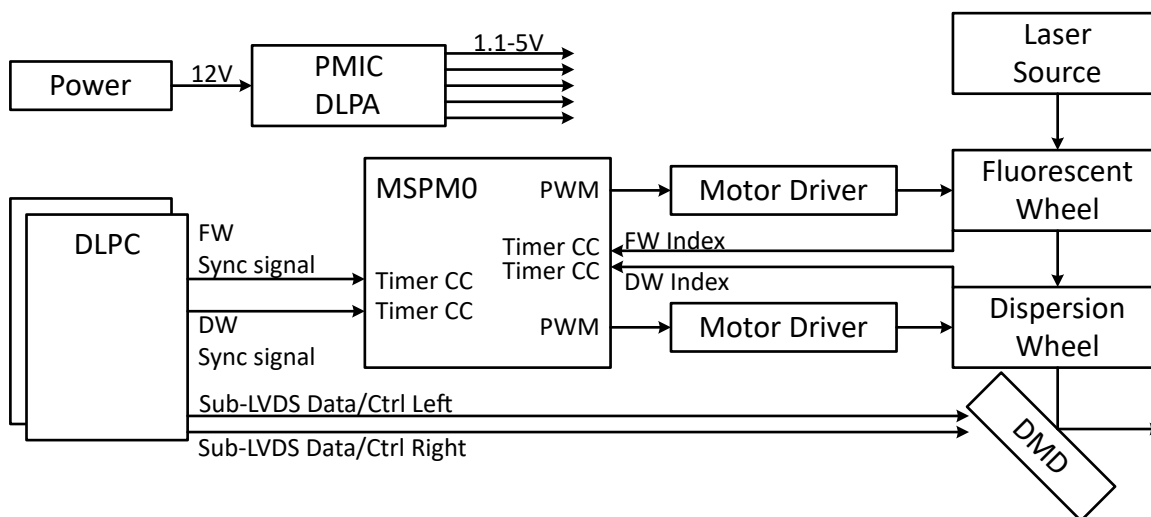 Power
12V
PMIC
DLPA
1.1-5V
Laser
Source
DLPC
FW
Sync signal
DW
Sync signal
MSPM0
Timer CC
Timer CC
PWM
Timer CC
Timer CC
PWM
Motor Driver
FW Index
DW Index
Motor Driver
Fluorescent
Wheel
Dispersion
Wheel
Sub-LVDS Data/Ctrl Left
Sub-LVDS Data/Ctrl Right
DMD